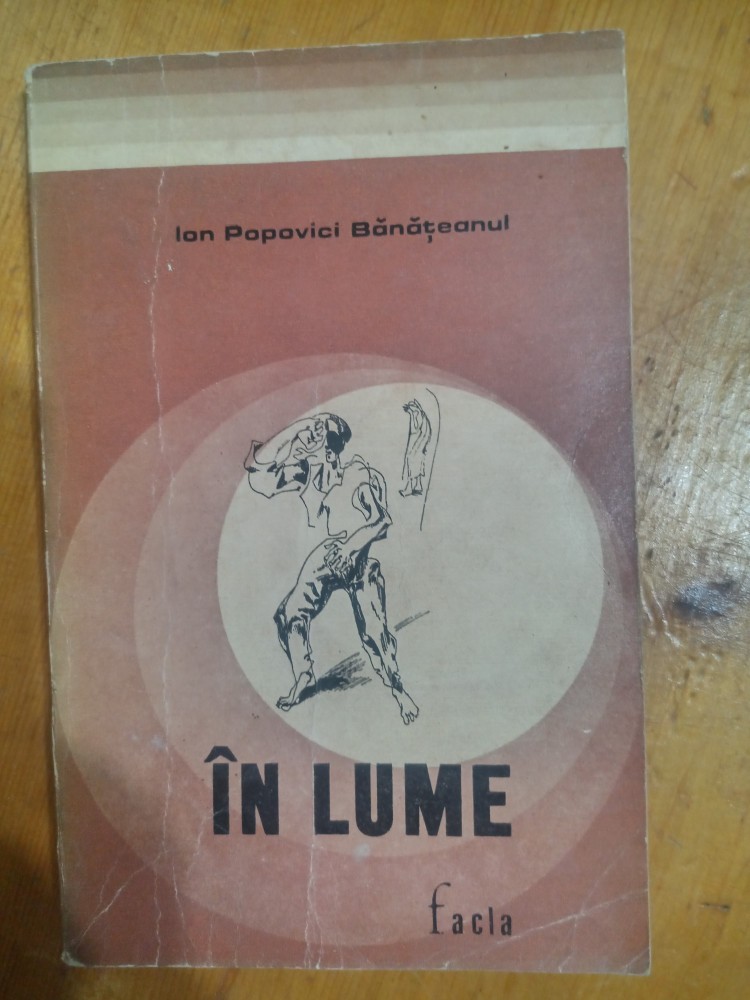 Ion Popovici Bănățeanul
ÎN LUME
facla